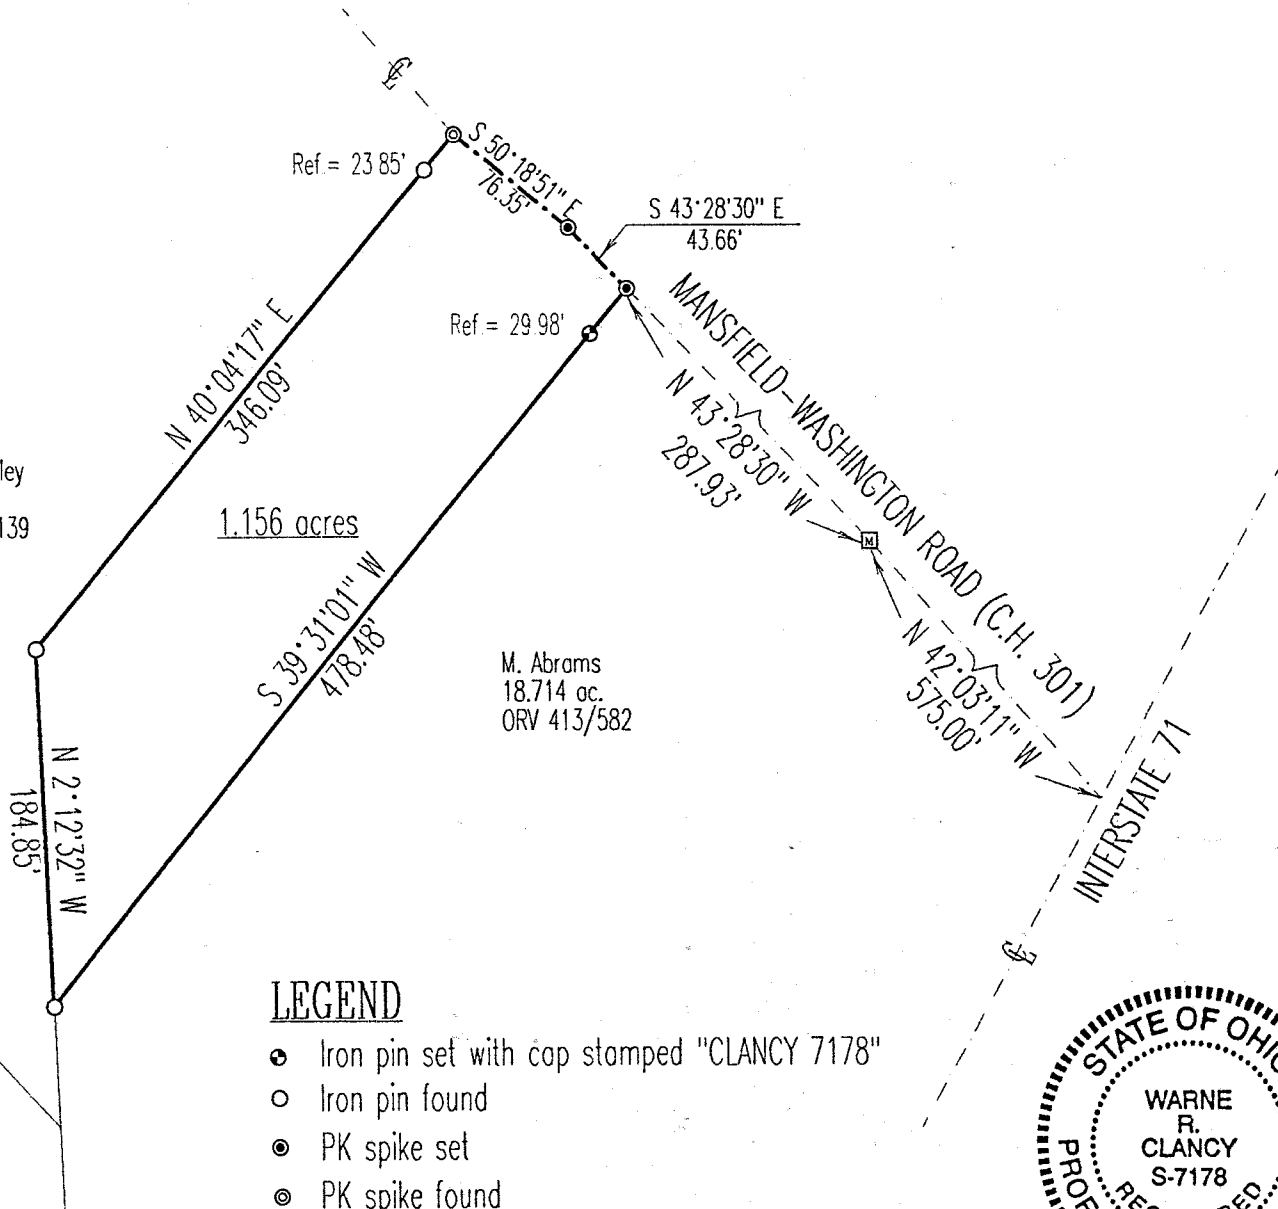 ℄
S 50°18'51" E
76.35'
Ref.= 23.85'
S 43°28'30" E
43.66'
Ref.= 29.98'
MANSFIELD-WASHINGTON ROAD (C.H. 301)
N 40°04'17" E
346.09'
N 43°28'30" W
287.93'
ley
139
1.156 acres
M
S 39°31'01" W
478.48'
M. Abrams
18.714 ac.
ORV 413/582
N 42°03'11" W
575.00'
INTERSTATE 71
N 2°12'32" W
184.85'
℄
LEGEND
Iron pin set with cap stamped "CLANCY 7178"
Iron pin found
PK spike set
PK spike found
STATE OF OHIO
WARNE
R.
CLANCY
S-7178